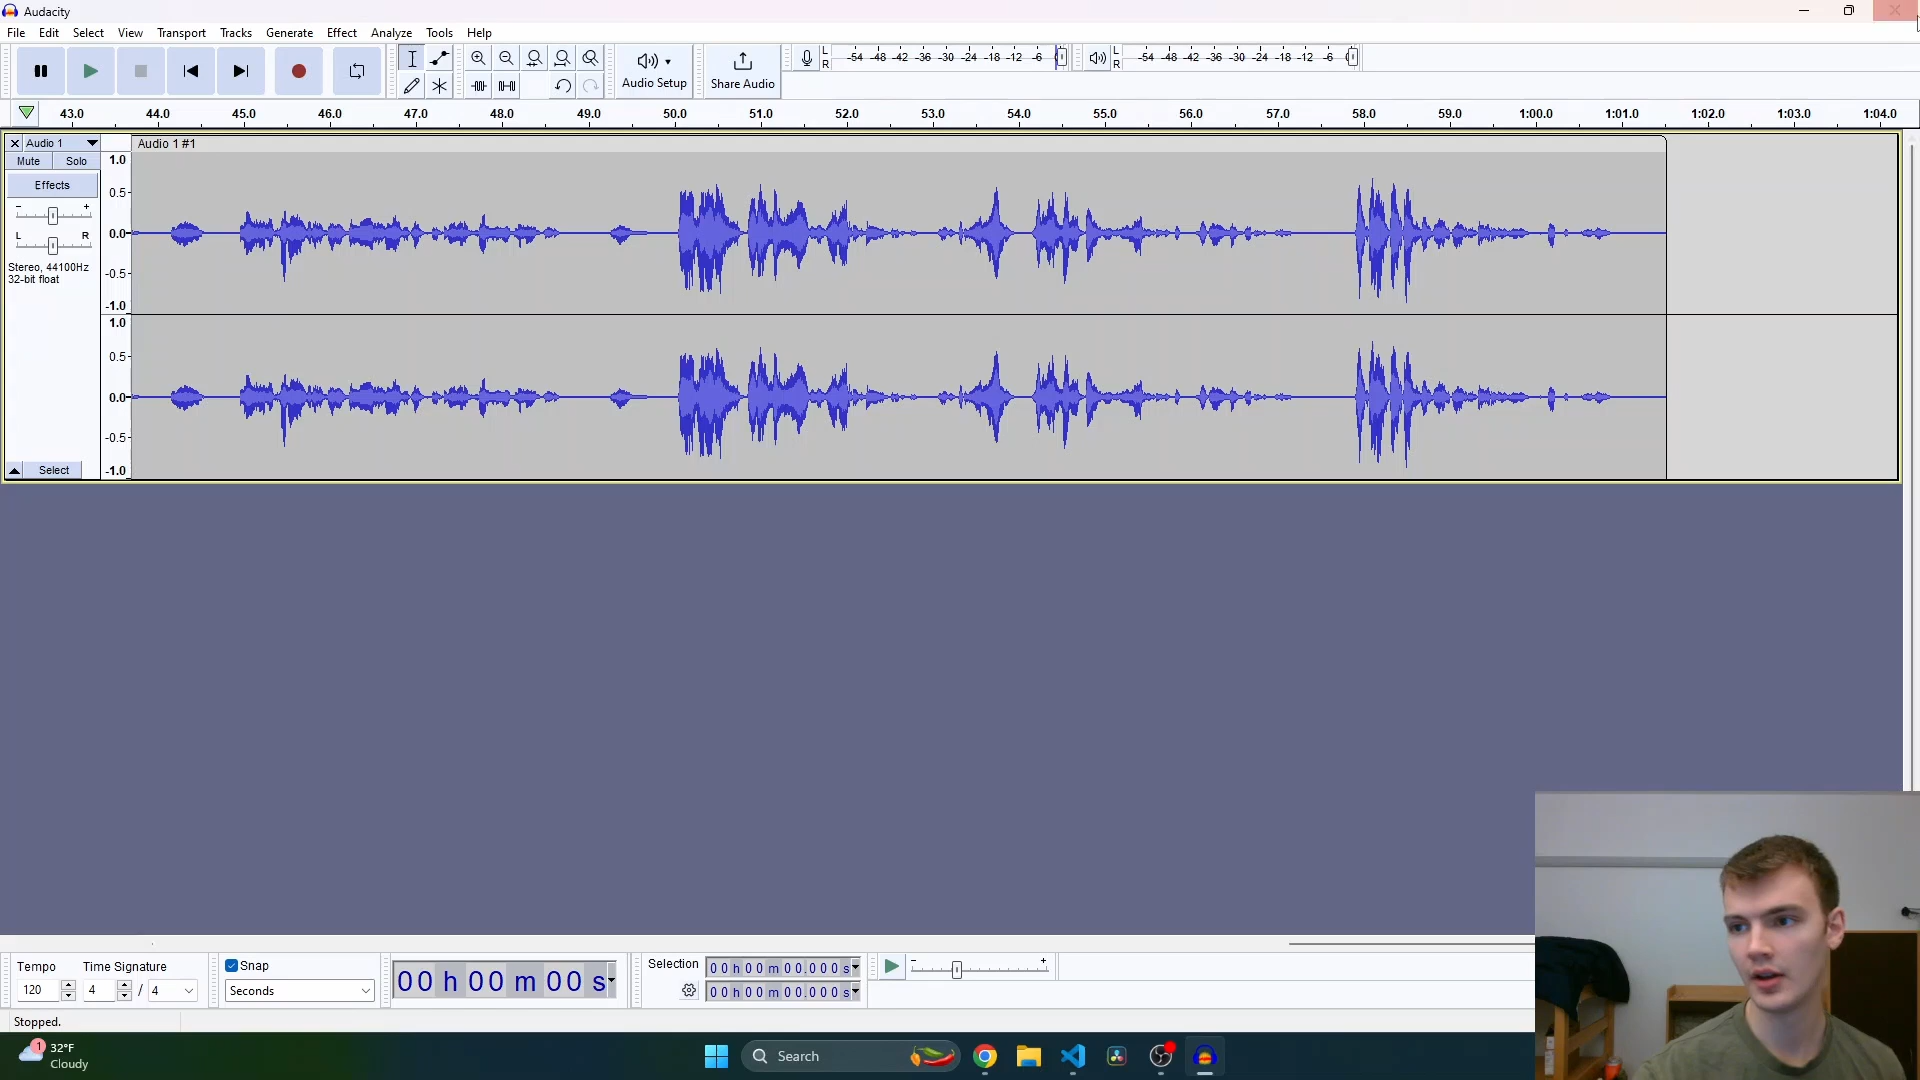 Audacity
File Edit Select View Transport Tracks Generate Effect Analyze Tools Help
Audio Setup
Share Audio
L
R
-54 -48 -42 -36 -30 -24 -18 -12 -6 0
L
R
-54 -48 -42 -36 -30 -24 -18 -12 -6 0
43.0 44.0 45.0 46.0 47.0 48.0 49.0 50.0 51.0 52.0 53.0 54.0 55.0 56.0 57.0 58.0 59.0 1:00.0 1:01.0 1:02.0 1:03.0 1:04.0
Audio 1
Audio 1 #1
Mute Solo
Effects
- +
L R
Stereo, 44100Hz
32-bit float
Select
1.0
0.5
0.0
-0.5
-1.0
1.0
0.5
0.0
-0.5
-1.0
Tempo
120
Time Signature
4 / 4
Snap
Seconds
00 h 00 m 00 s
Selection
00 h 00 m 00.000 s
00 h 00 m 00.000 s
- +
Stopped.
1
32°F
Cloudy
Search